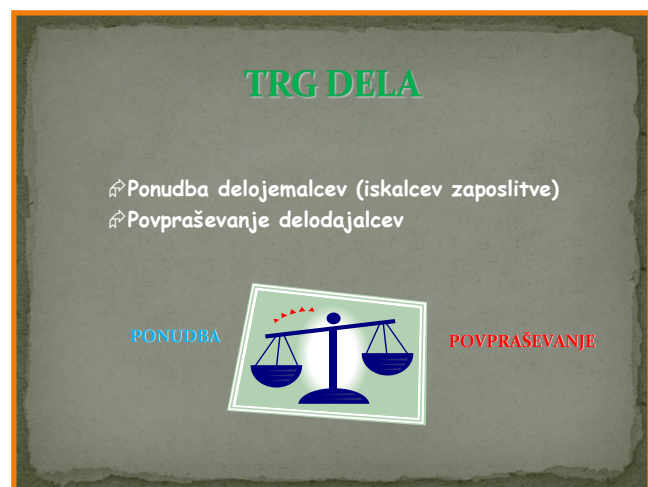 TRG DELA
Ponudba delojemalcev (iskalcev zaposlitve)
Povpraševanje delodajalcev
PONUDBA
POVPRAŠEVANJE